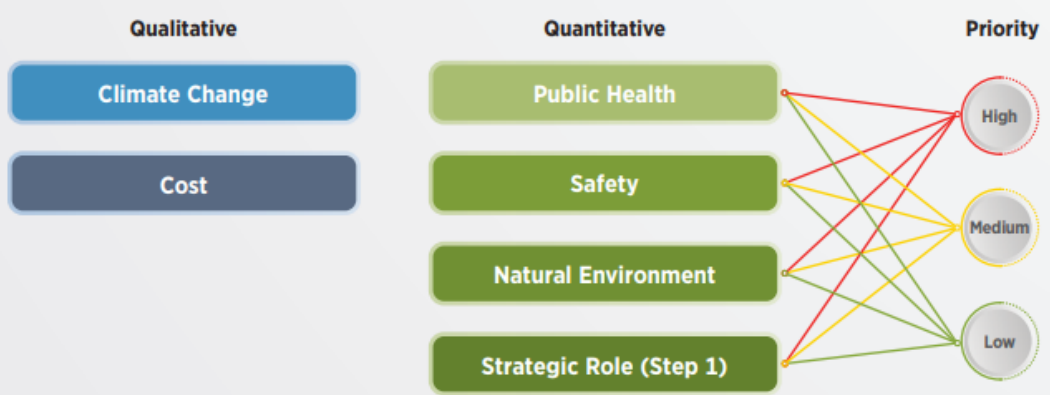 Qualitative
Quantitative
Priority
Climate Change
Public Health
High
Cost
Safety
Medium
Natural Environment
Strategic Role (Step 1)
Low